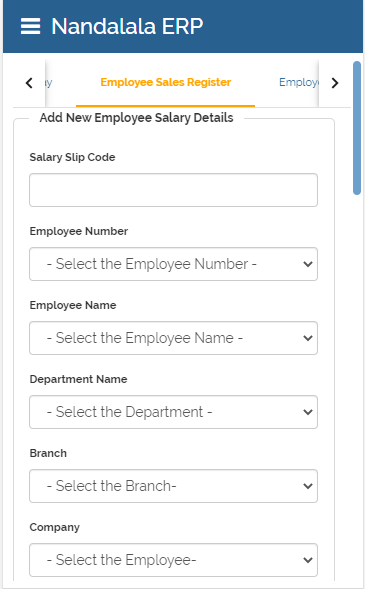 Nandalala ERP
Employee Sales Register
Add New Employee Salary Details
Salary Slip Code
Employee Number
- Select the Employee Number -
Employee Name
- Select the Employee Name -
Department Name
- Select the Department -
Branch
- Select the Branch-
Company
- Select the Employee-